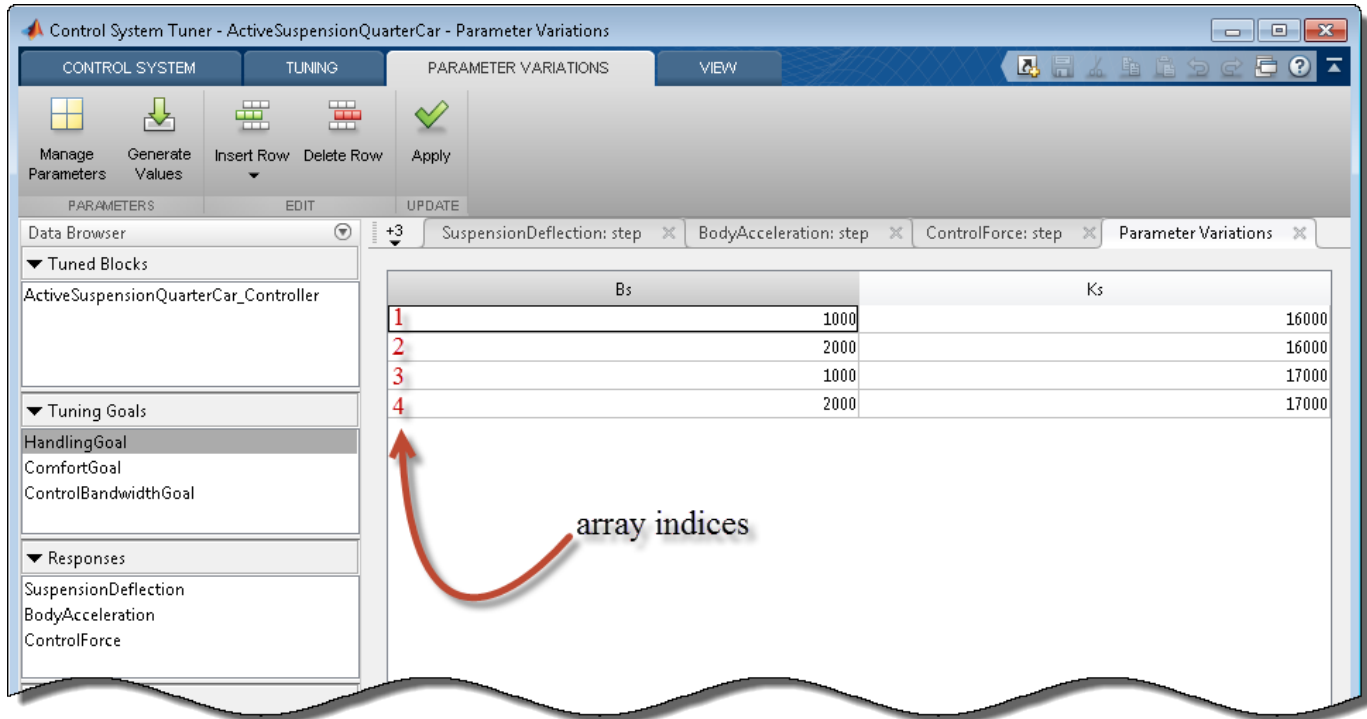 Control System Tuner - ActiveSuspensionQuarterCar - Parameter Variations
CONTROL SYSTEM TUNING PARAMETER VARIATIONS VIEW
Manage Parameters Generate Values Insert Row Delete Row Apply
PARAMETERS EDIT UPDATE
Data Browser +3 SuspensionDeflection: step BodyAcceleration: step ControlForce: step Parameter Variations
Tuned Blocks
ActiveSuspensionQuarterCar_Controller
Bs Ks
1 1000 16000
2 2000 16000
3 1000 17000
4 2000 17000
Tuning Goals
HandlingGoal
ComfortGoal
ControlBandwidthGoal
array indices
Responses
SuspensionDeflection
BodyAcceleration
ControlForce